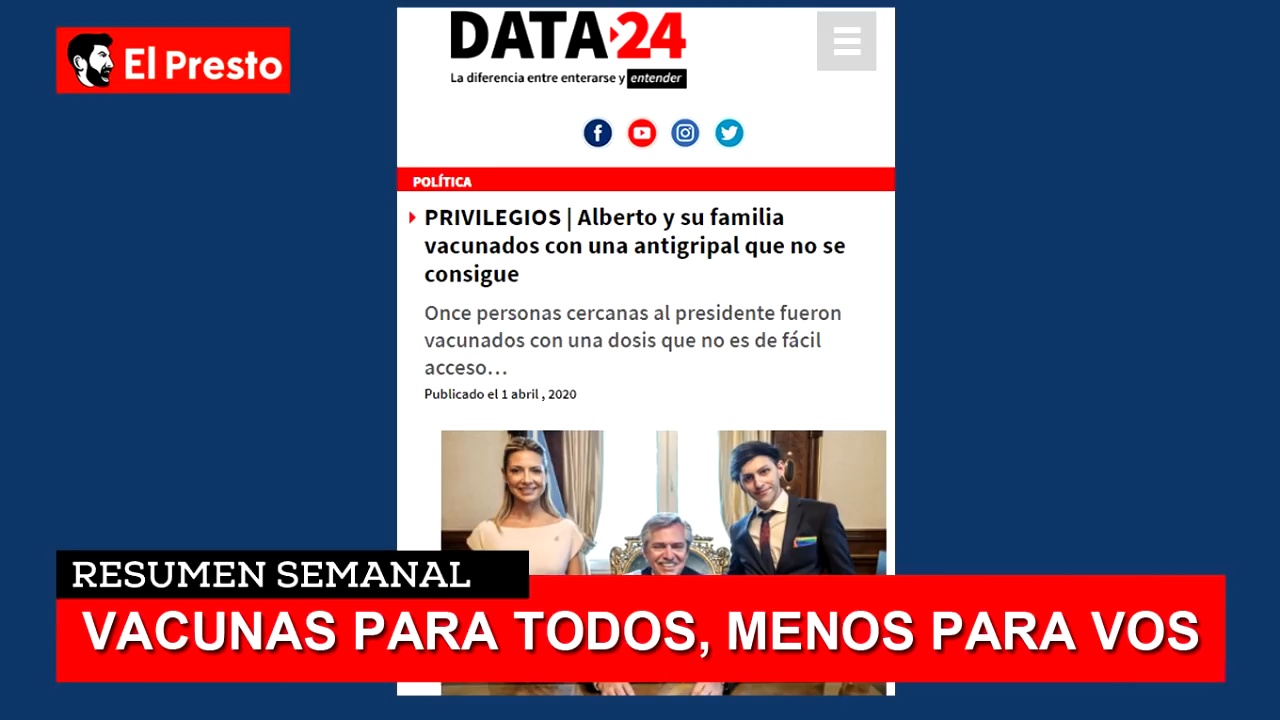 El Presto
DATA24
La diferencia entre enterarse y entender
POLÍTICA
PRIVILEGIOS | Alberto y su familia
vacunados con una antigripal que no se
consigue
Once personas cercanas al presidente fueron
vacunados con una dosis que no es de fácil
acceso...
Publicado el 1 abril , 2020
RESUMEN SEMANAL
VACUNAS PARA TODOS, MENOS PARA VOS